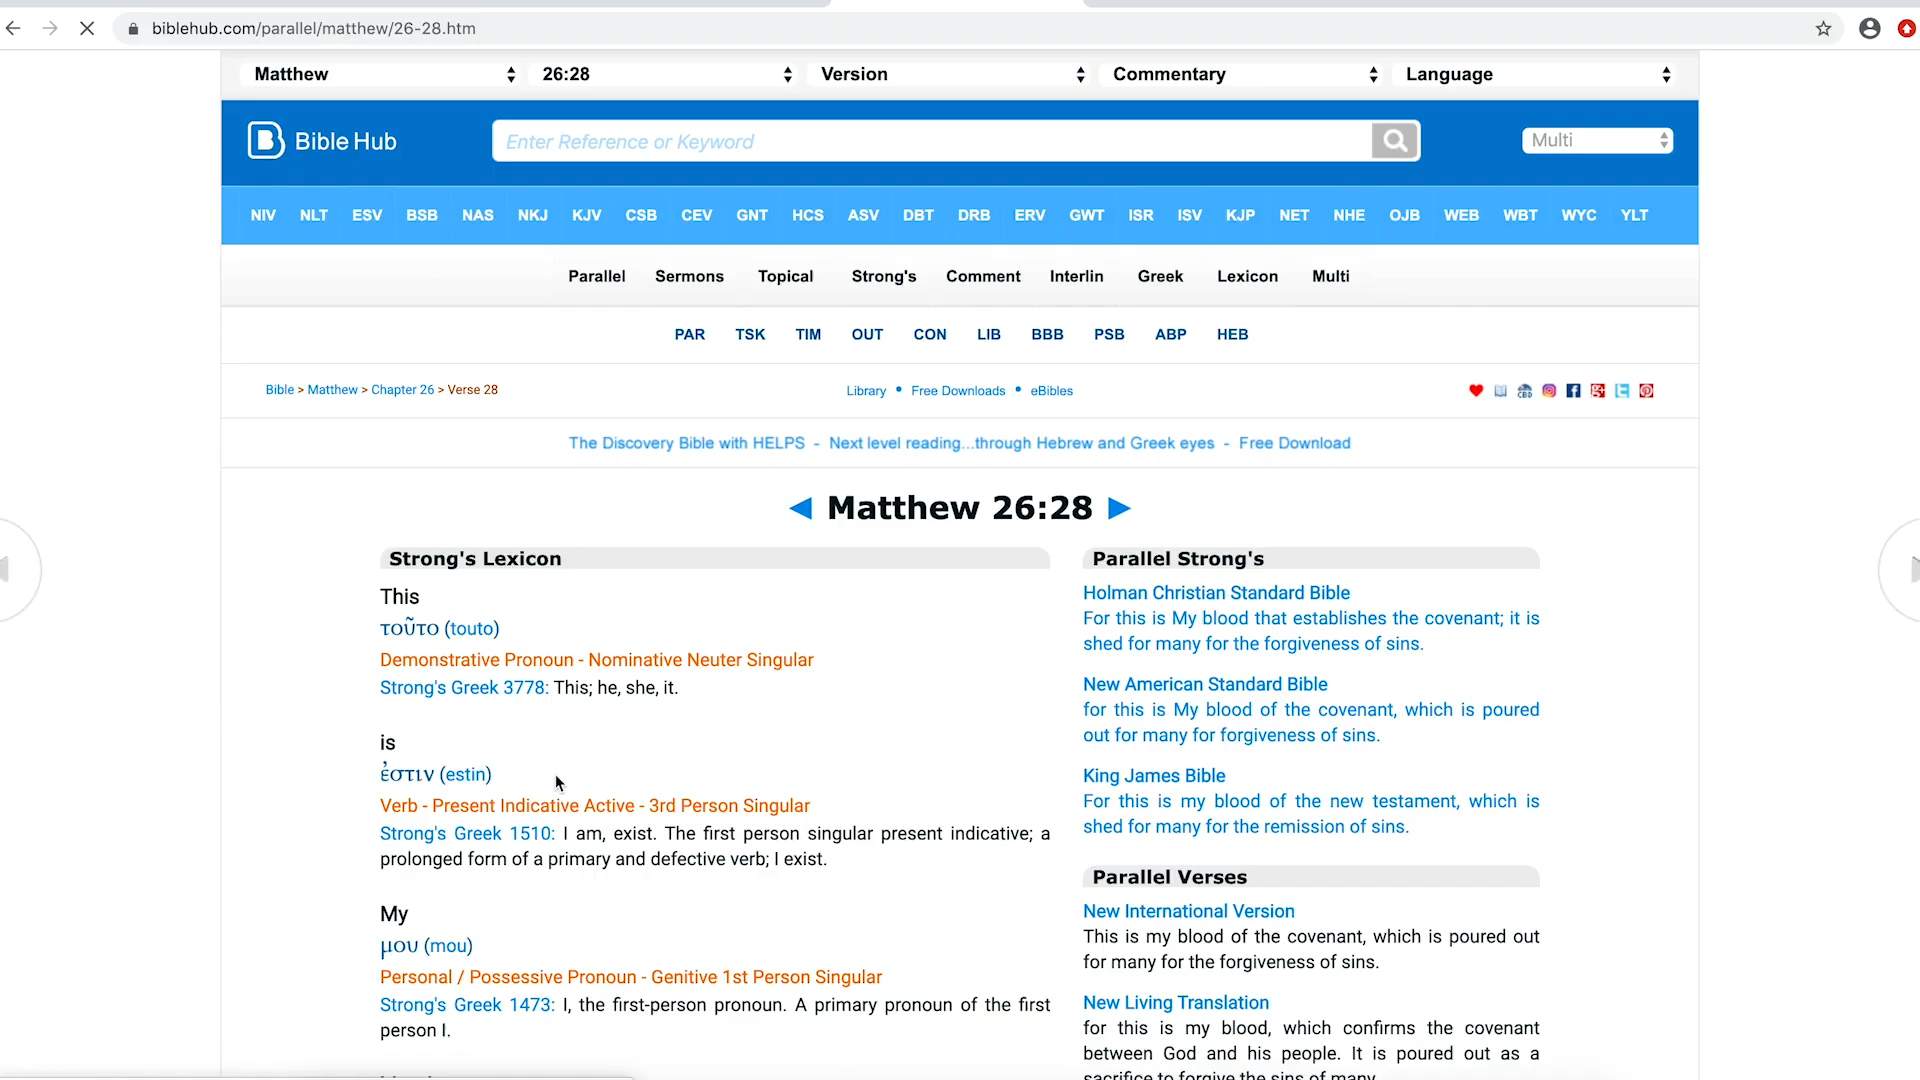 biblehub.com/parallel/matthew/26-28.htm
Matthew 26:28 Version Commentary Language
Bible Hub Enter Reference or Keyword Multi
NIV NLT ESV BSB NAS NKJ KJV CSB CEV GNT HCS ASV DBT DRB ERV GWT ISR ISV KJP NET NHE OJB WEB WBT WYC YLT
Parallel Sermons Topical Strong's Comment Interlin Greek Lexicon Multi
PAR TSK TIM OUT CON LIB BBB PSB ABP HEB
Bible > Matthew > Chapter 26 > Verse 28
Library • Free Downloads • eBibles
The Discovery Bible with HELPS - Next level reading...through Hebrew and Greek eyes - Free Download
◄ Matthew 26:28 ►
Strong's Lexicon
This
τοῦτο (touto)
Demonstrative Pronoun - Nominative Neuter Singular
Strong's Greek 3778: This; he, she, it.
is
ἐστιν (estin)
Verb - Present Indicative Active - 3rd Person Singular
Strong's Greek 1510: I am, exist. The first person singular present indicative; a
prolonged form of a primary and defective verb; I exist.
My
μου (mou)
Personal / Possessive Pronoun - Genitive 1st Person Singular
Strong's Greek 1473: I, the first-person pronoun. A primary pronoun of the first
person I.
Parallel Strong's
Holman Christian Standard Bible
For this is My blood that establishes the covenant; it is
shed for many for the forgiveness of sins.
New American Standard Bible
for this is My blood of the covenant, which is poured
out for many for forgiveness of sins.
King James Bible
For this is my blood of the new testament, which is
shed for many for the remission of sins.
Parallel Verses
New International Version
This is my blood of the covenant, which is poured out
for many for the forgiveness of sins.
New Living Translation
for this is my blood, which confirms the covenant
between God and his people. It is poured out as a
sacrifice to forgive the sins of many.